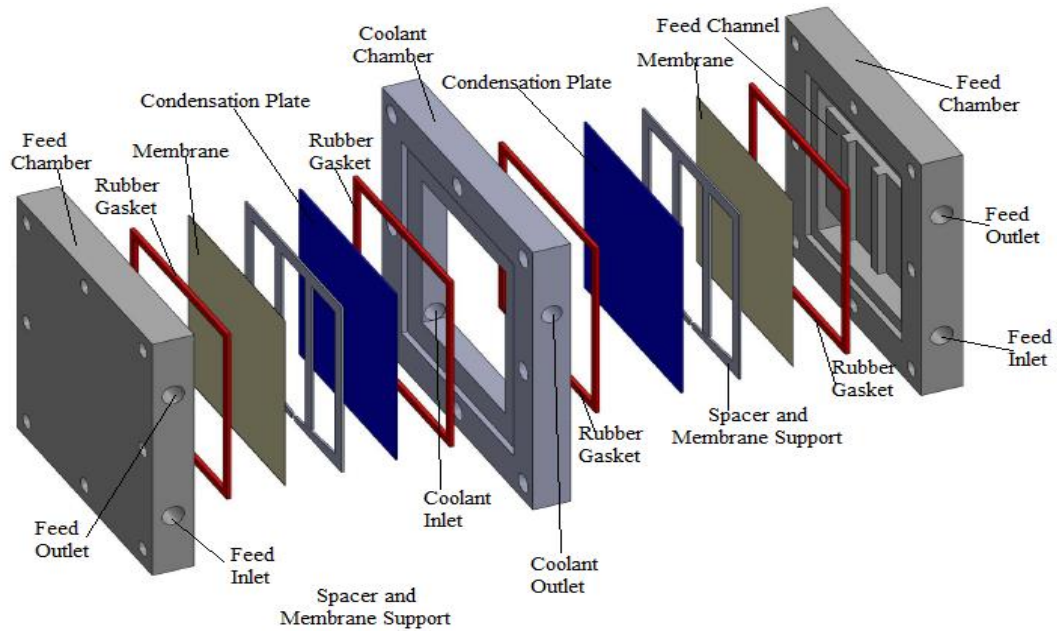 Coolant
Chamber
Feed Channel
Membrane
Feed
Chamber
Condensation Plate
Condensation Plate
Rubber
Gasket
Membrane
Feed
Chamber
Rubber
Gasket
Feed
Outlet
Feed
Inlet
Rubber
Gasket
Spacer and
Membrane Support
Rubber
Gasket
Coolant
Inlet
Coolant
Outlet
Feed
Outlet
Feed
Inlet
Spacer and
Membrane Support